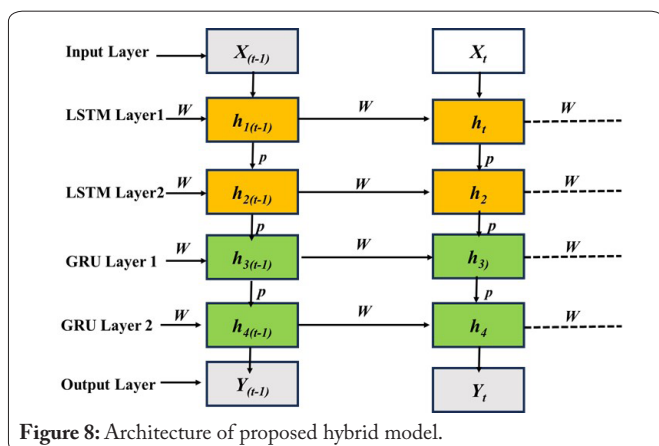 Input Layer X(t-1) Xt
W W W
LSTM Layer1 h1(t-1) ht
p p
W W W
LSTM Layer2 h2(t-1) h2
p p
W W W
GRU Layer 1 h3(t-1) h3)
p p
W W W
GRU Layer 2 h4(t-1) h4
Output Layer Y(t-1) Yt
Figure 8: Architecture of proposed hybrid model.